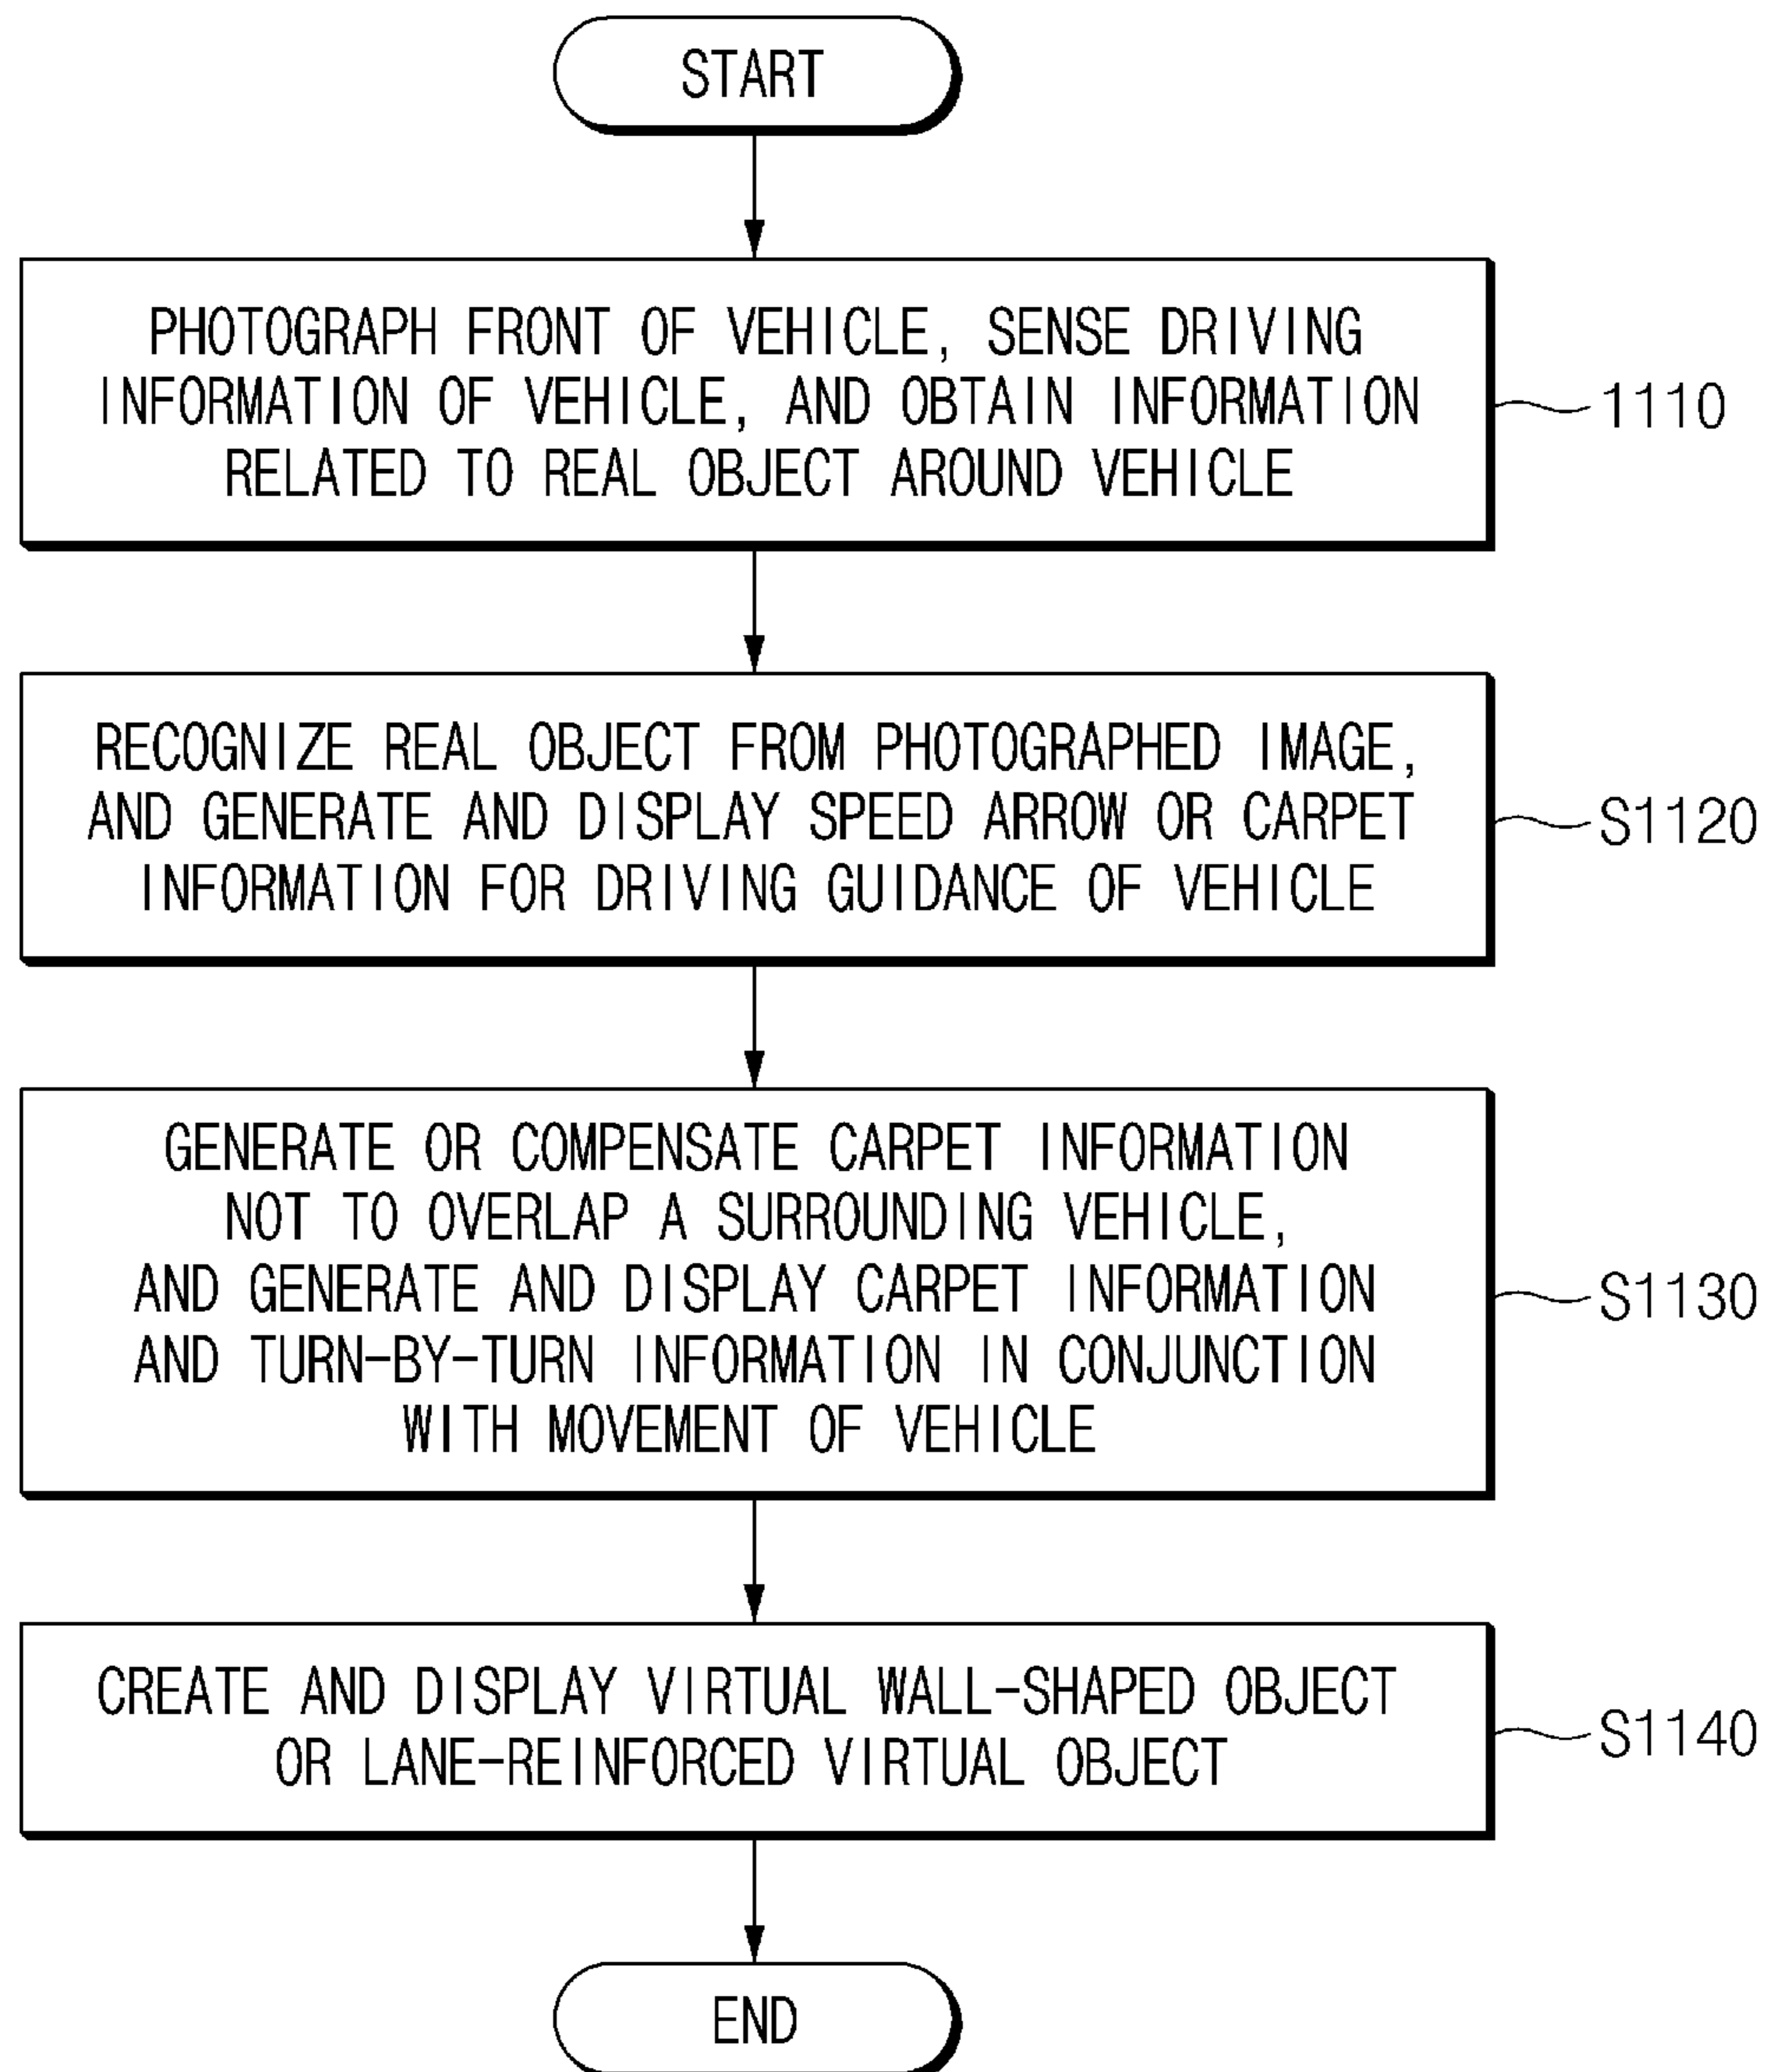 START
PHOTOGRAPH FRONT OF VEHICLE, SENSE DRIVING
INFORMATION OF VEHICLE, AND OBTAIN INFORMATION
RELATED TO REAL OBJECT AROUND VEHICLE
1110
RECOGNIZE REAL OBJECT FROM PHOTOGRAPHED IMAGE,
AND GENERATE AND DISPLAY SPEED ARROW OR CARPET
INFORMATION FOR DRIVING GUIDANCE OF VEHICLE
S1120
GENERATE OR COMPENSATE CARPET INFORMATION
NOT TO OVERLAP A SURROUNDING VEHICLE,
AND GENERATE AND DISPLAY CARPET INFORMATION
AND TURN-BY-TURN INFORMATION IN CONJUNCTION
WITH MOVEMENT OF VEHICLE
S1130
CREATE AND DISPLAY VIRTUAL WALL-SHAPED OBJECT
OR LANE-REINFORCED VIRTUAL OBJECT
S1140
END